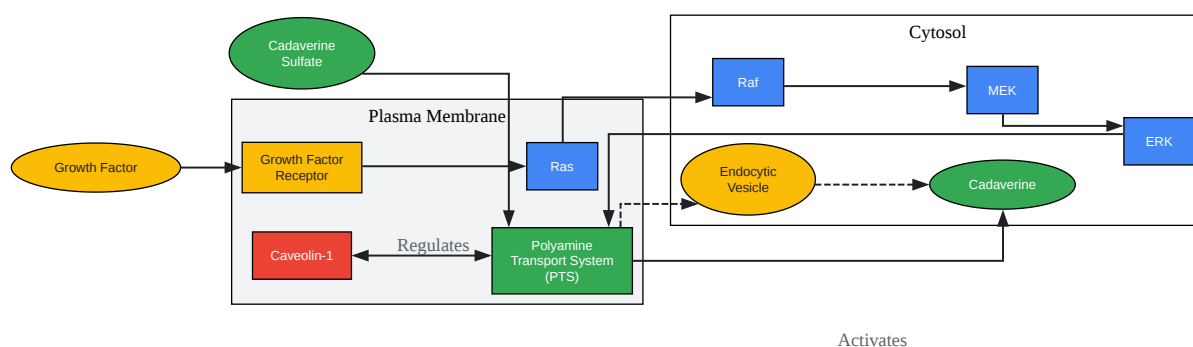 Cadaverine
Sulfate
Cytosol
Raf
MEK
Plasma Membrane
ERK
Growth Factor
Growth Factor
Receptor
Ras
Endocytic
Vesicle
Cadaverine
Caveolin-1
Regulates
Polyamine
Transport System
(PTS)
Activates